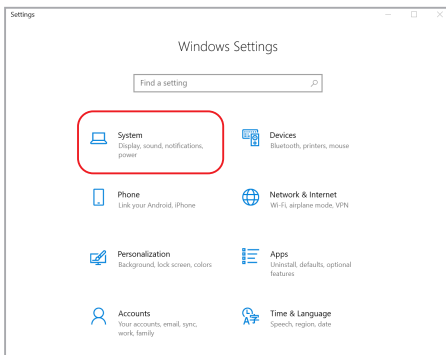 Settings
Windows Settings
Find a setting
System
Display, sound, notifications,
power
Devices
Bluetooth, printers, mouse
Phone
Link your Android, iPhone
Network & Internet
Wi-Fi, airplane mode, VPN
Personalization
Background, lock screen, colors
Apps
Uninstall, defaults, optional
features
Accounts
Your accounts, email, sync,
work, family
Time & Language
Speech, region, date